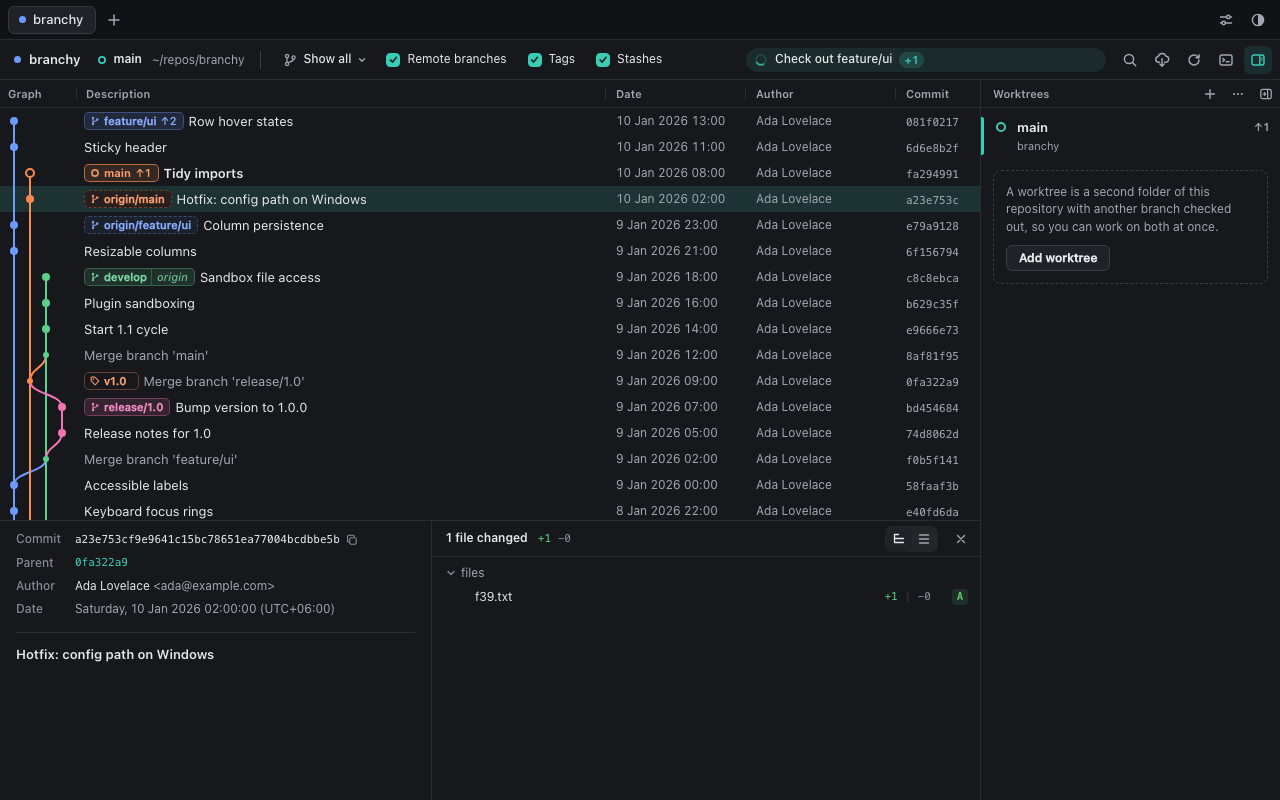 branchy
branchy main ~/repos/branchy Show all Remote branches Tags Stashes Check out feature/ui +1
Graph Description Date Author Commit Worktrees
feature/ui ↑2 Row hover states 10 Jan 2026 13:00 Ada Lovelace 081f0217
Sticky header 10 Jan 2026 11:00 Ada Lovelace 6d6e8b2f
main ↑1 Tidy imports 10 Jan 2026 08:00 Ada Lovelace fa294991
origin/main Hotfix: config path on Windows 10 Jan 2026 02:00 Ada Lovelace a23e753c
origin/feature/ui Column persistence 9 Jan 2026 23:00 Ada Lovelace e79a9128
Resizable columns 9 Jan 2026 21:00 Ada Lovelace 6f156794
develop origin Sandbox file access 9 Jan 2026 18:00 Ada Lovelace c8c8ebca
Plugin sandboxing 9 Jan 2026 16:00 Ada Lovelace b629c35f
Start 1.1 cycle 9 Jan 2026 14:00 Ada Lovelace e9666e73
Merge branch 'main' 9 Jan 2026 12:00 Ada Lovelace 8af81f95
v1.0 Merge branch 'release/1.0' 9 Jan 2026 09:00 Ada Lovelace 0fa322a9
release/1.0 Bump version to 1.0.0 9 Jan 2026 07:00 Ada Lovelace bd454684
Release notes for 1.0 9 Jan 2026 05:00 Ada Lovelace 74d8062d
Merge branch 'feature/ui' 9 Jan 2026 02:00 Ada Lovelace f0b5f141
Accessible labels 9 Jan 2026 00:00 Ada Lovelace 58faaf3b
Keyboard focus rings 8 Jan 2026 22:00 Ada Lovelace e40fd6da
main ↑1
branchy
A worktree is a second folder of this
repository with another branch checked
out, so you can work on both at once.
Add worktree
Commit a23e753cf9e9641c15bc78651ea77004bcdbbe5b
Parent 0fa322a9
Author Ada Lovelace <ada@example.com>
Date Saturday, 10 Jan 2026 02:00:00 (UTC+06:00)
Hotfix: config path on Windows
1 file changed +1 −0
files
f39.txt +1 −0 A